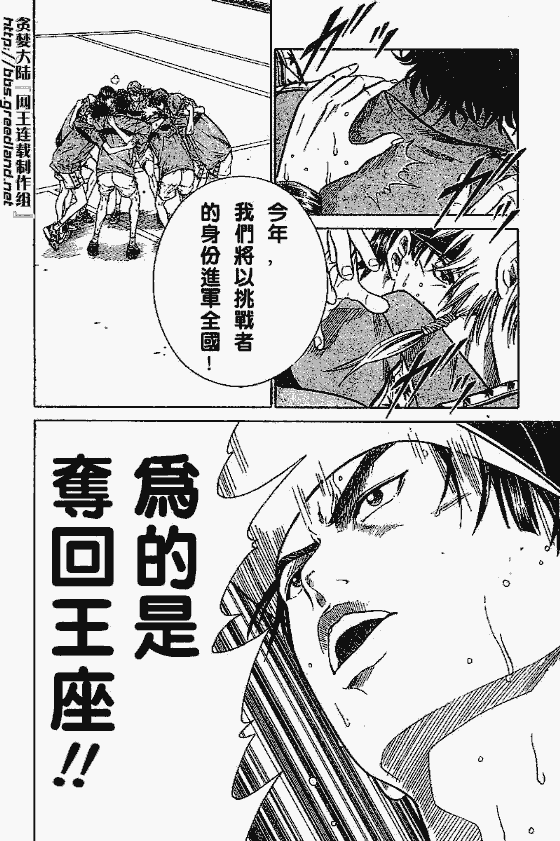 今年，
我們將以挑戰者
的身份進軍全國！
爲的是
奪回王座!!
贪婪大陆『网王连载制作组』
http://bbs.greedland.net